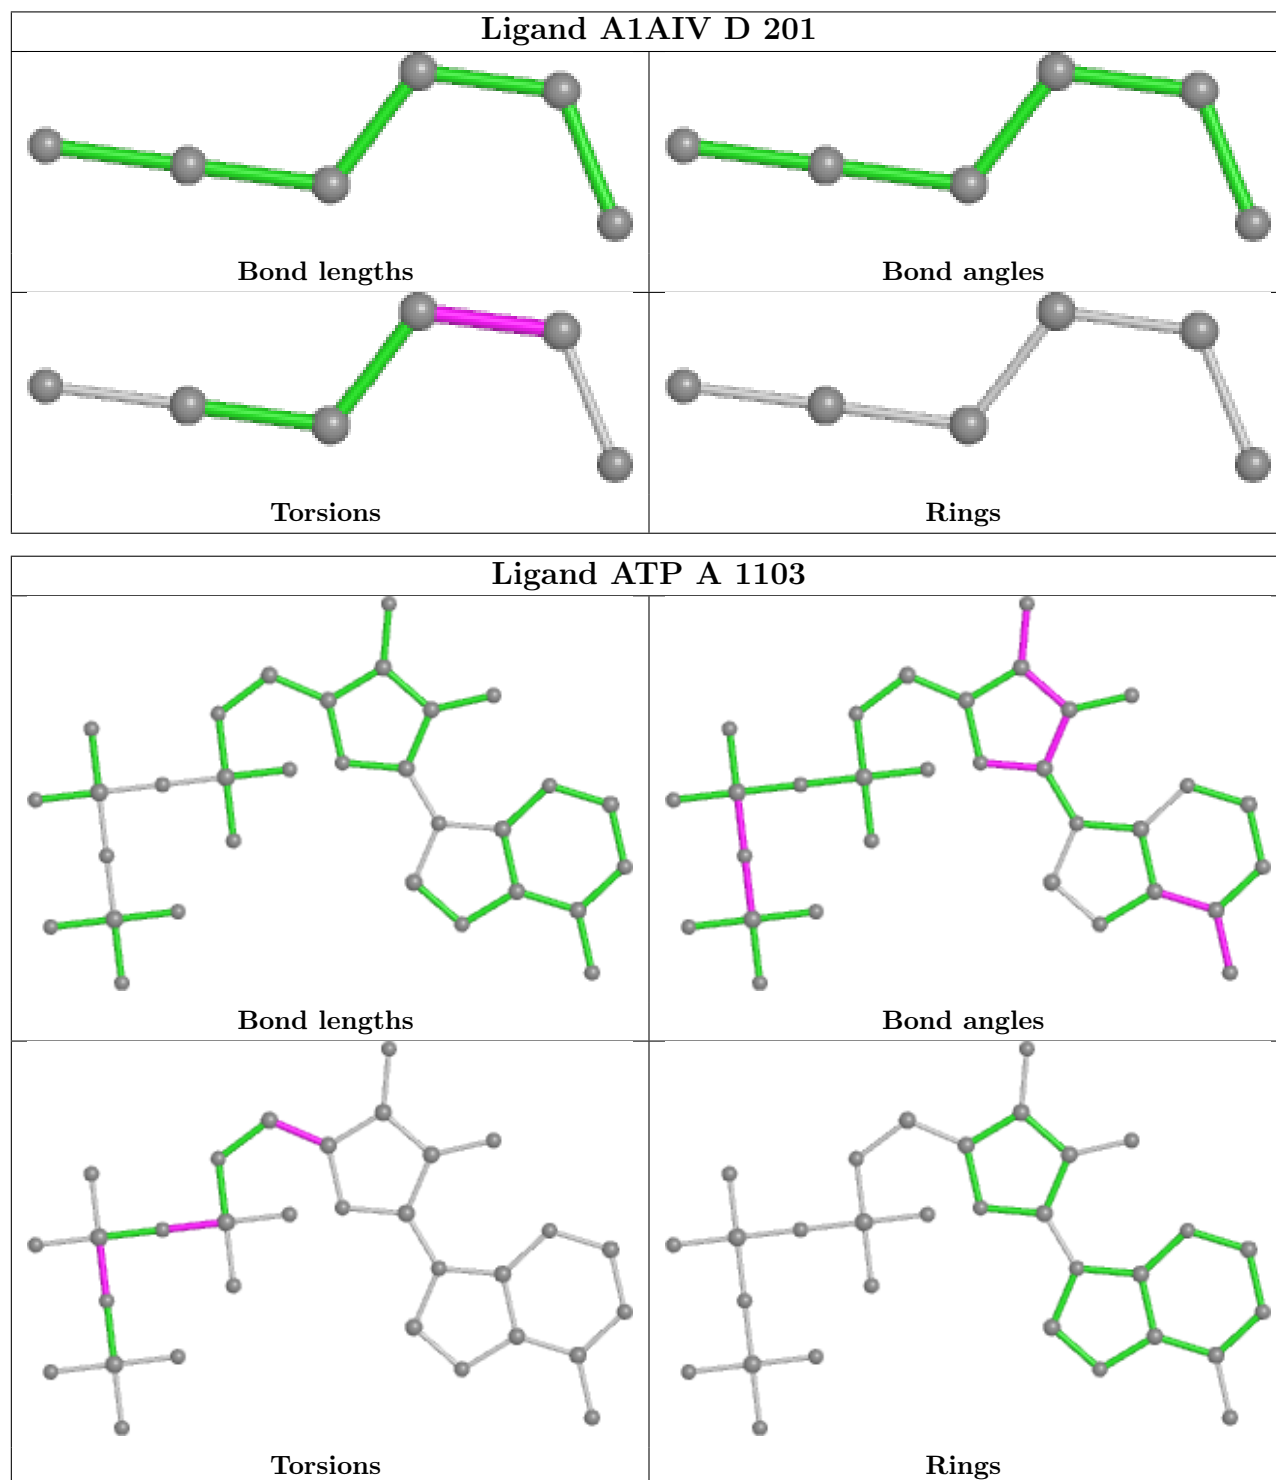 Ligand A1AIV D 201
Bond lengths
Bond angles
Torsions
Rings
Ligand ATP A 1103
Bond lengths
Bond angles
Torsions
Rings